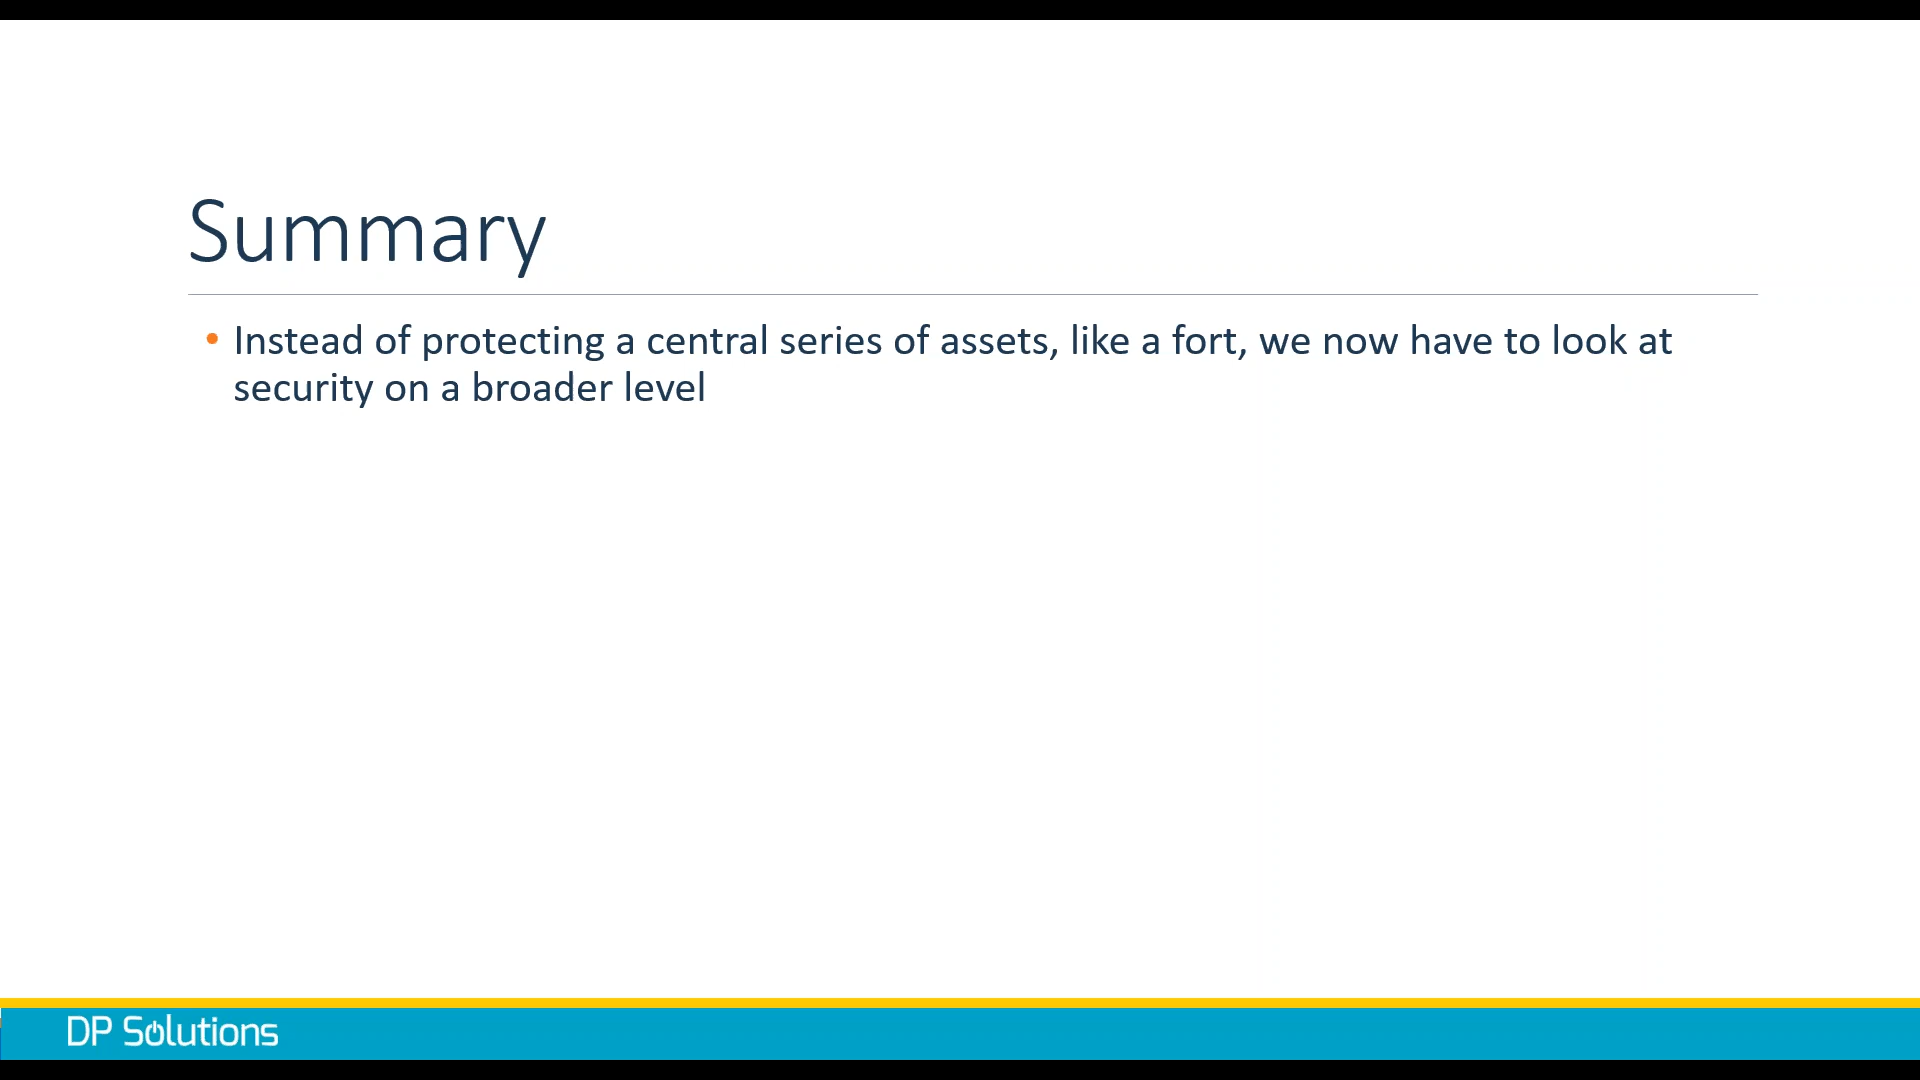 Summary
• Instead of protecting a central series of assets, like a fort, we now have to look at
security on a broader level
DP Solutions